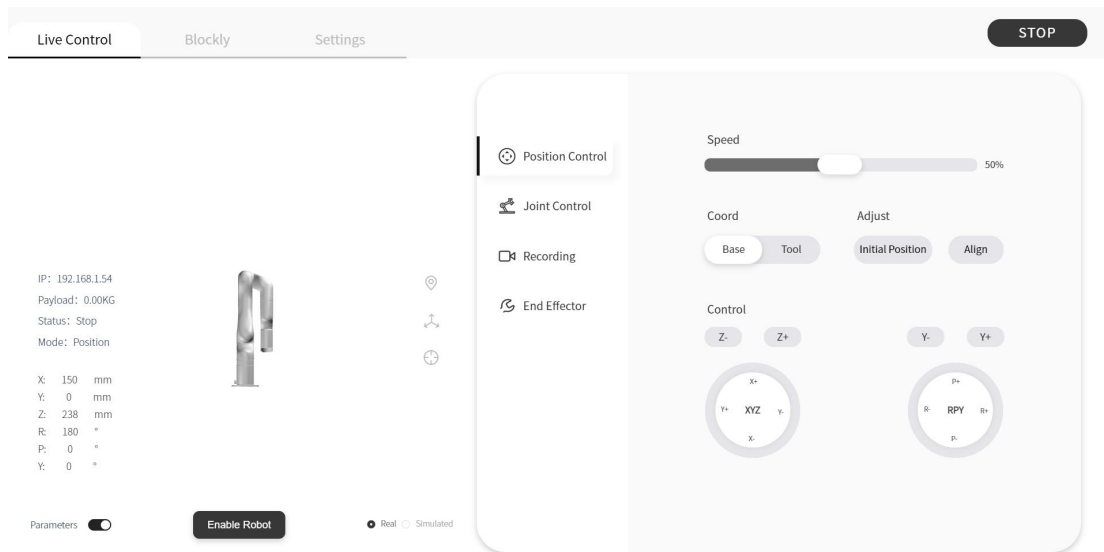 Live Control Blockly Settings STOP
Position Control
Joint Control
Recording
End Effector
Speed
50%
Coord Adjust
Base Tool Initial Position Align
Control
Z- Z+ Y- Y+
X+
Y+ XYZ Y-
X-
P+
R- RPY R+
P-
IP: 192.168.1.54
Payload: 0.00KG
Status: Stop
Mode: Position
X: 150 mm
Y: 0 mm
Z: 238 mm
R: 180 °
P: 0 °
Y: 0 °
Parameters Enable Robot Real Simulated